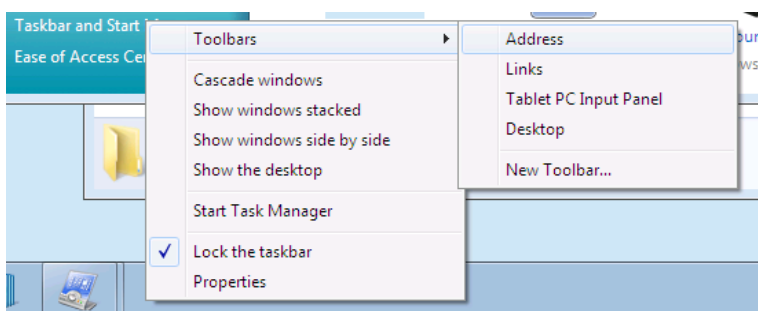 Taskbar and Start
Ease of Access Ce
Toolbars
Cascade windows
Show windows stacked
Show windows side by side
Show the desktop
Start Task Manager
Lock the taskbar
Properties
Address
Links
Tablet PC Input Panel
Desktop
New Toolbar...